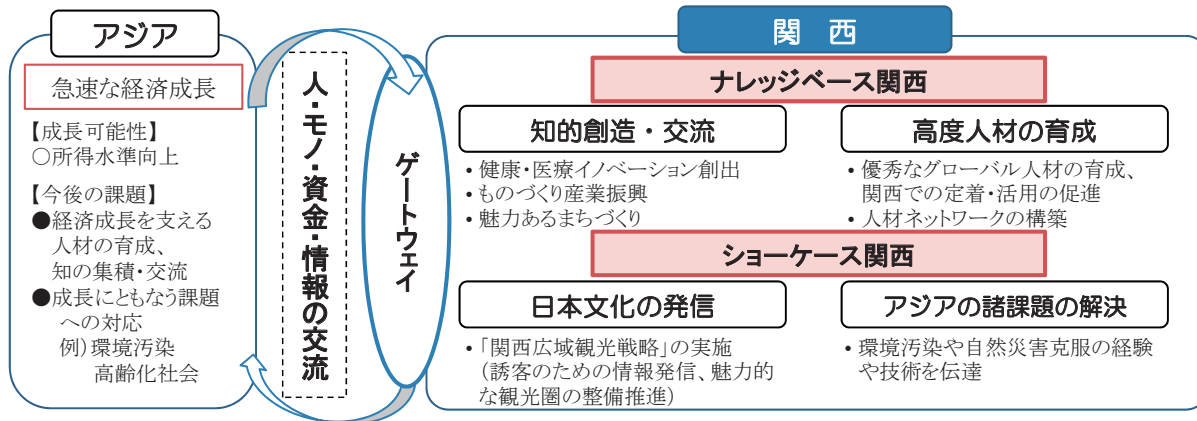 アジア
急速な経済成長
【成長可能性】
○所得水準向上
【今後の課題】
●経済成長を支える
人材の育成、
知の集積・交流
●成長にともなう課題
への対応
例）環境汚染
高齢化社会
人・モノ・資金・情報の交流
ゲートウェイ
関 西
ナレッジベース関西
知的創造・交流
・健康・医療イノベーション創出
・ものづくり産業振興
・魅力あるまちづくり
高度人材の育成
・優秀なグローバル人材の育成、
関西での定着・活用の促進
・人材ネットワークの構築
ショーケース関西
日本文化の発信
・「関西広域観光戦略」の実施
（誘客のための情報発信、魅力的
な観光圏の整備推進）
アジアの諸課題の解決
・環境汚染や自然災害克服の経験
や技術を伝達